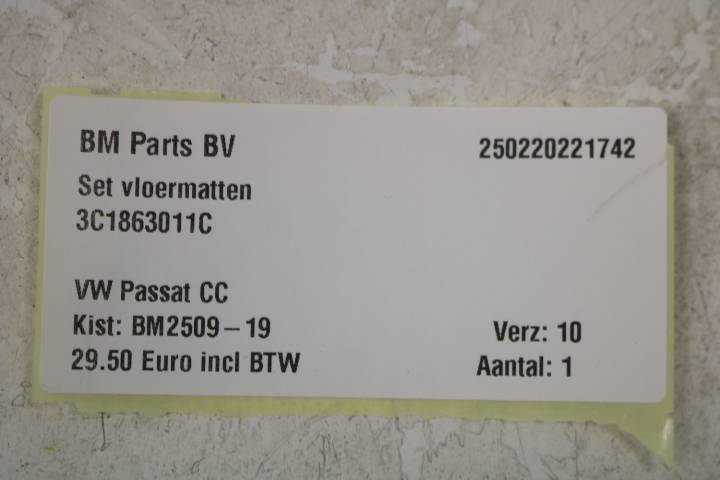 BM Parts BV 250220221742
Set vloermatten
3C1863011C
VW Passat CC
Kist: BM2509-19 Verz: 10
29.50 Euro incl BTW Aantal: 1